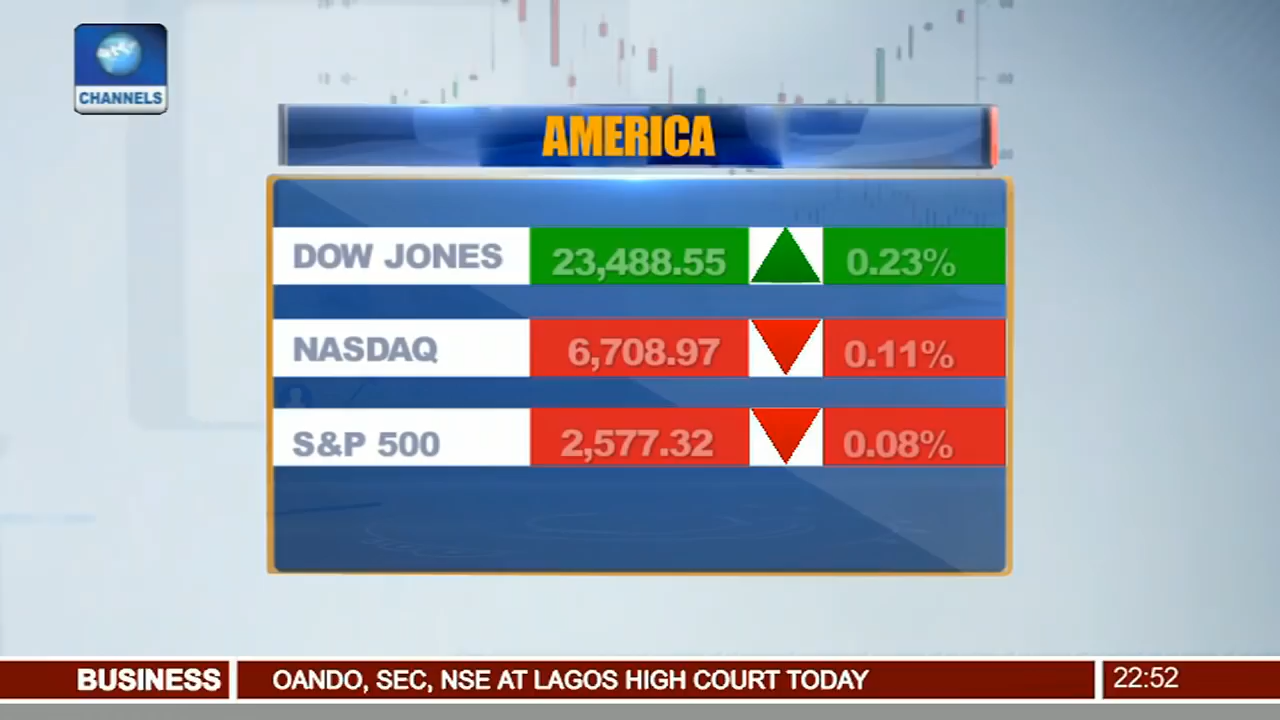 CHANNELS
AMERICA
DOW JONES 23,488.55 0.23%
NASDAQ 6,708.97 0.11%
S&P 500 2,577.32 0.08%
BUSINESS OANDO, SEC, NSE AT LAGOS HIGH COURT TODAY 22:52